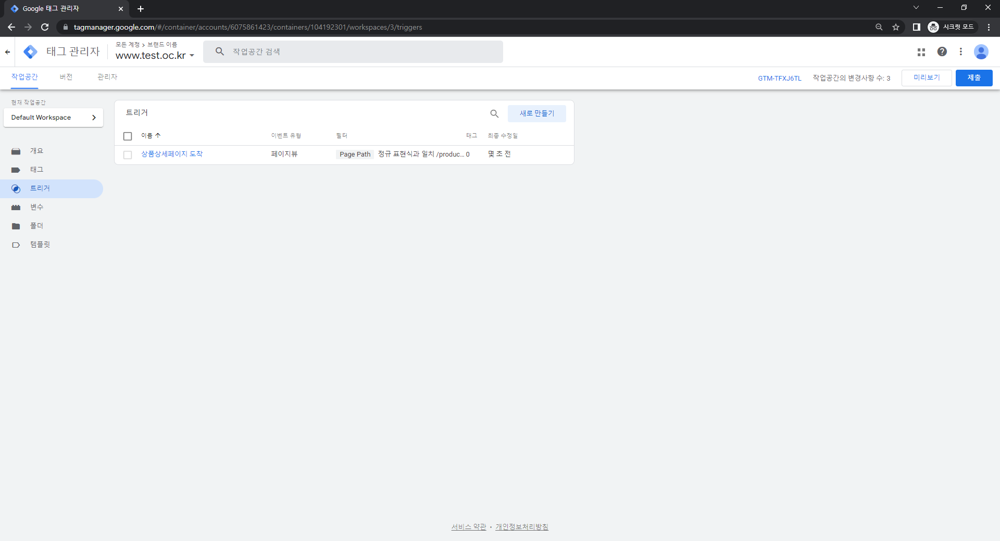 Google 태그 관리자
tagmanager.google.com/#/container/accounts/6075861423/containers/104192301/workspaces/3/triggers
시크릿 모드
태그 관리자
모든 계정 > 브랜드 이름
www.test.oc.kr
작업공간 검색
작업공간
버전
관리자
GTM-TFXJ6TL
작업공간의 변경사항 수: 3
미리보기
제출
현재 작업공간
Default Workspace
개요
태그
트리거
변수
폴더
템플릿
트리거
새로 만들기
이름
이벤트 유형
필터
태그
최종 수정일
상품상세페이지 도착
페이지뷰
Page Path 정규 표현식과 일치 /produc...
0
몇 초 전
서비스 약관 • 개인정보처리방침